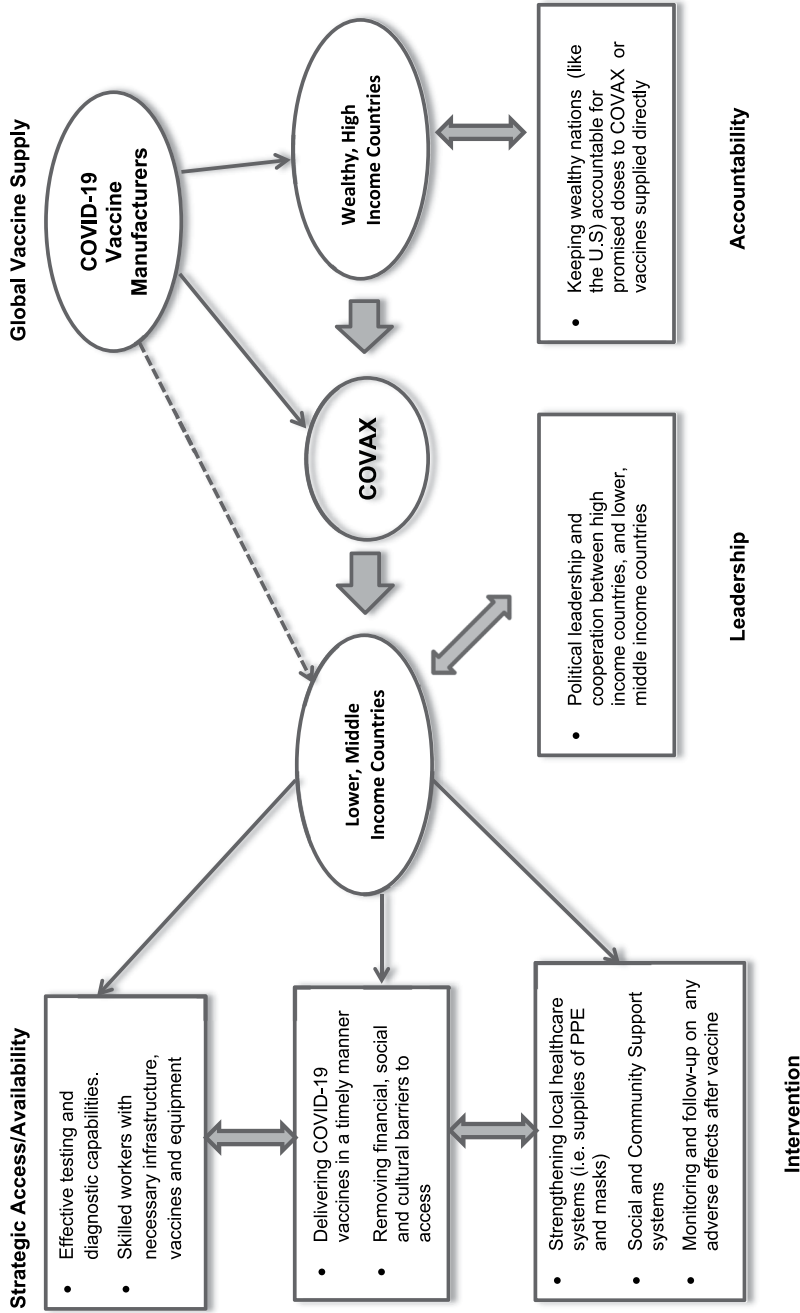 Strategic Access/Availability
Global Vaccine Supply
• Effective testing and
diagnostic capabilities.
• Skilled workers with
necessary infrastructure,
vaccines and equipment
COVID-19
Vaccine
Manufacturers
• Delivering COVID-19
vaccines in a timely manner
• Removing financial, social
and cultural barriers to
access
Lower, Middle
Income Countries
COVAX
Wealthy, High
Income Countries
• Strengthening local healthcare
systems (i.e. supplies of PPE
and masks)
• Social and Community Support
systems
• Monitoring and follow-up on any
adverse effects after vaccine
• Political leadership and
cooperation between high
income countries, and lower,
middle income countries
• Keeping wealthy nations (like
the U.S) accountable for
promised doses to COVAX or
vaccines supplied directly
Intervention
Leadership
Accountability